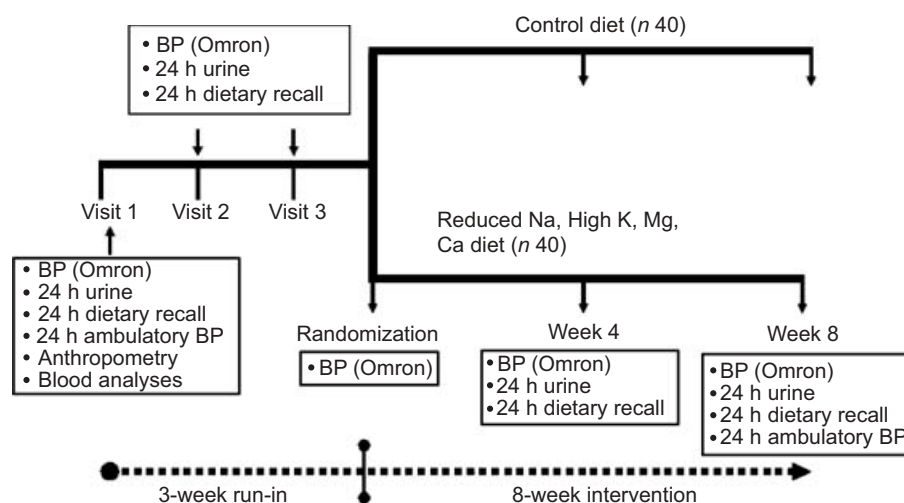 Control diet (n 40)
• BP (Omron)
• 24 h urine
• 24 h dietary recall
Visit 1
Visit 2
Visit 3
Reduced Na, High K, Mg,
Ca diet (n 40)
• BP (Omron)
• 24 h urine
• 24 h dietary recall
• 24 h ambulatory BP
• Anthropometry
• Blood analyses
Randomization
• BP (Omron)
Week 4
• BP (Omron)
• 24 h urine
• 24 h dietary recall
Week 8
• BP (Omron)
• 24 h urine
• 24 h dietary recall
• 24 h ambulatory BP
3-week run-in
8-week intervention